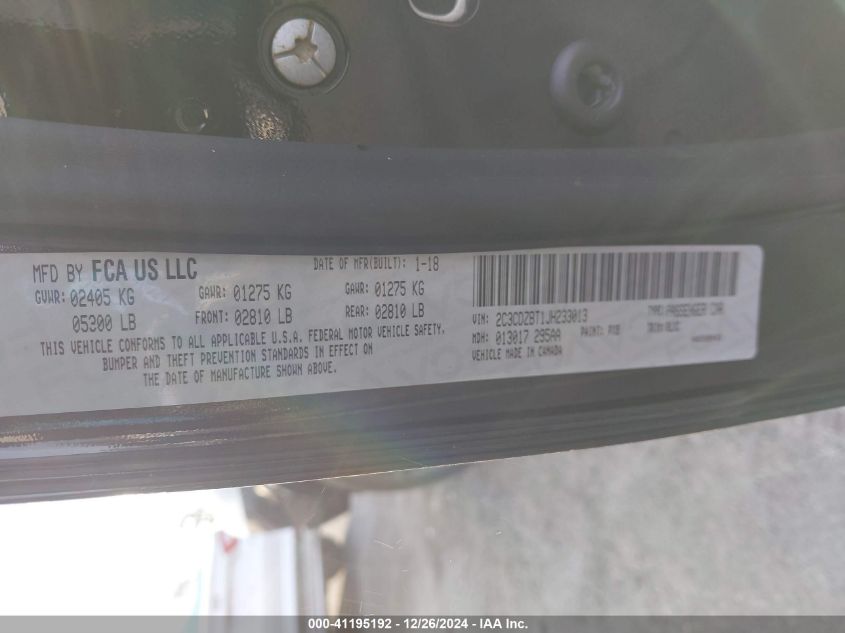 MFD BY FCA US LLC
DATE OF MFR(BUILT): 1-18
GVWR: 02405 KG
GAWR: 01275 KG
GAWR: 01275 KG
05300 LB
FRONT: 02810 LB
REAR: 02810 LB
THIS VEHICLE CONFORMS TO ALL APPLICABLE U.S.A. FEDERAL MOTOR VEHICLE SAFETY,
BUMPER AND THEFT PREVENTION STANDARDS IN EFFECT ON
THE DATE OF MANUFACTURE SHOWN ABOVE.
VIN: 2C3CDZBT1JH233013
TYPE: PASSENGER CAR
MDH: 013017 295AA
PAINT:
VEHICLE MADE IN CANADA
TRIM:
000-41195192 - 12/26/2024 - IAA Inc.